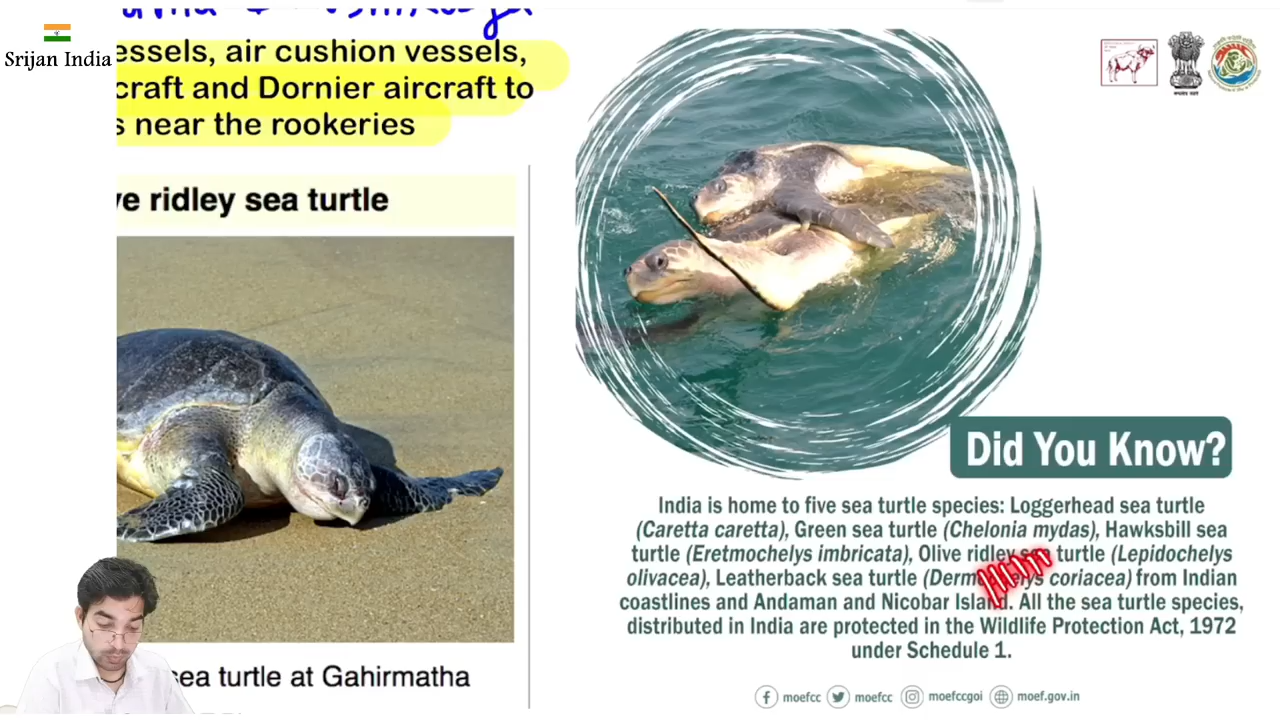 Srijan India
essels, air cushion vessels,
craft and Dornier aircraft to
s near the rookeries
ve ridley sea turtle
sea turtle at Gahirmatha
Did You Know?
India is home to five sea turtle species: Loggerhead sea turtle
(Caretta caretta), Green sea turtle (Chelonia mydas), Hawksbill sea
turtle (Eretmochelys imbricata), Olive ridley sea turtle (Lepidochelys
olivacea), Leatherback sea turtle (Dermochelys coriacea) from Indian
coastlines and Andaman and Nicobar Island. All the sea turtle species,
distributed in India are protected in the Wildlife Protection Act, 1972
under Schedule 1.
moefcc moefcc moefccgoi moef.gov.in